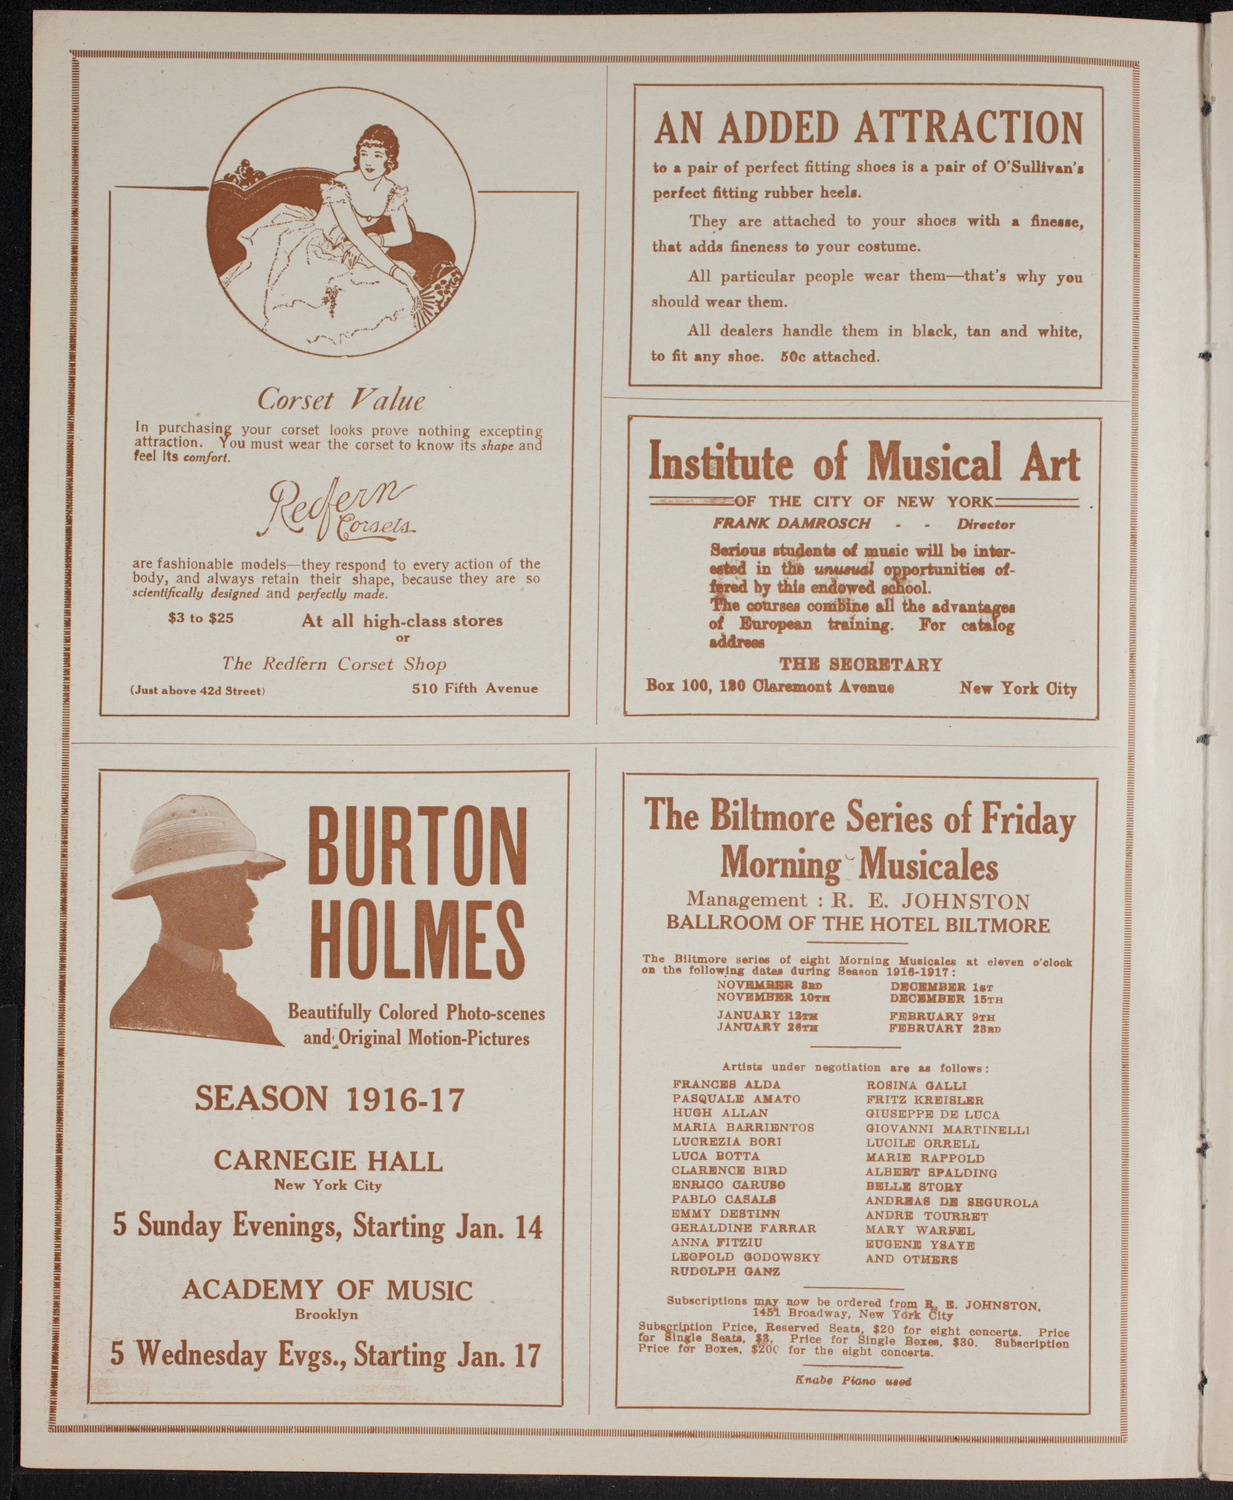 Corset Value
In purchasing your corset looks prove nothing excepting
attraction. You must wear the corset to know its shape and
feel its comfort.
Redfern
Corsets
are fashionable models—they respond to every action of the
body, and always retain their shape, because they are so
scientifically designed and perfectly made.
$3 to $25 At all high-class stores
or
The Redfern Corset Shop
(Just above 42d Street) 510 Fifth Avenue
AN ADDED ATTRACTION
to a pair of perfect fitting shoes is a pair of O'Sullivan's
perfect fitting rubber heels.
They are attached to your shoes with a finesse,
that adds fineness to your costume.
All particular people wear them—that's why you
should wear them.
All dealers handle them in black, tan and white,
to fit any shoe. 50c attached.
Institute of Musical Art
OF THE CITY OF NEW YORK
FRANK DAMROSCH - - Director
Serious students of music will be inter-
ested in the unusual opportunities of-
fered by this endowed school.
The courses combine all the advantages
of European training. For catalog
address
THE SECRETARY
Box 100, 120 Claremont Avenue New York City
BURTON
HOLMES
Beautifully Colored Photo-scenes
and Original Motion-Pictures
SEASON 1916-17
CARNEGIE HALL
New York City
5 Sunday Evenings, Starting Jan. 14
ACADEMY OF MUSIC
Brooklyn
5 Wednesday Evgs., Starting Jan. 17
The Biltmore Series of Friday
Morning Musicales
Management : R. E. JOHNSTON
BALLROOM OF THE HOTEL BILTMORE
The Biltmore series of eight Morning Musicales at eleven o'clock
on the following dates during Season 1916-1917:
NOVEMBER 3RD DECEMBER 1ST
NOVEMBER 10TH DECEMBER 15TH
JANUARY 12TH FEBRUARY 9TH
JANUARY 26TH FEBRUARY 23RD
Artists under negotiation are as follows:
FRANCES ALDA ROSINA GALLI
PASQUALE AMATO FRITZ KREISLER
HUGH ALLAN GIUSEPPE DE LUCA
MARIA BARRIENTOS GIOVANNI MARTINELLI
LUCREZIA BORI LUCILE ORRELL
LUCA BOTTA MARIE RAPPOLD
CLARENCE BIRD ALBERT SPALDING
ENRICO CARUSO BELLE STORY
PABLO CASALS ANDREAS DE SEGUROLA
EMMY DESTINN ANDRE TOURRET
GERALDINE FARRAR MARY WARFEL
ANNA FITZIU EUGENE YSAYE
LEOPOLD GODOWSKY AND OTHERS
RUDOLPH GANZ
Subscriptions may now be ordered from R. E. JOHNSTON,
1451 Broadway, New York City
Subscription Price, Reserved Seats, $20 for eight concerts. Price
for Single Seats, $3. Price for Single Boxes, $30. Subscription
Price for Boxes, $200 for the eight concerts.
Knabe Piano used